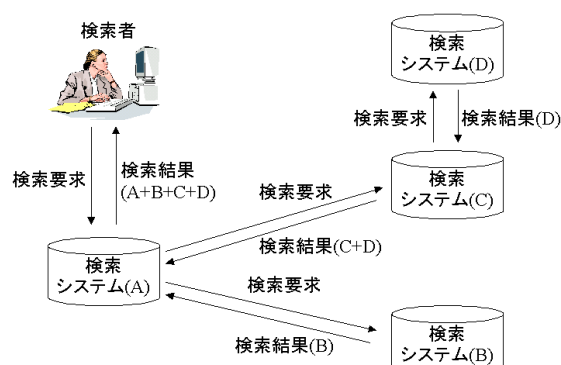 検索者
検索
システム(D)
検索要求
検索結果(D)
検索要求
検索結果
(A+B+C+D)
検索
システム(C)
検索要求
検索結果(C+D)
検索
システム(A)
検索要求
検索結果(B)
検索
システム(B)